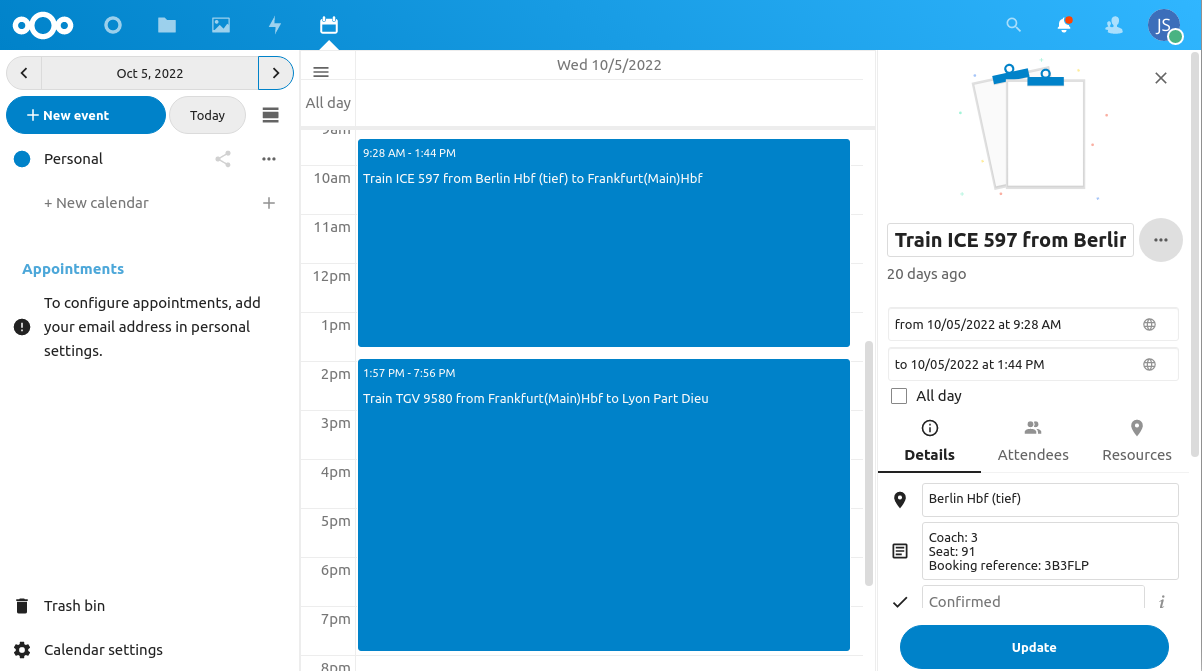 JS
Oct 5, 2022
+ New event
Today
Personal
+ New calendar
Appointments
To configure appointments, add
your email address in personal
settings.
Trash bin
Calendar settings
Wed 10/5/2022
All day
9am
10am
11am
12pm
1pm
2pm
3pm
4pm
5pm
6pm
7pm
8pm
9:28 AM - 1:44 PM
Train ICE 597 from Berlin Hbf (tief) to Frankfurt(Main)Hbf
1:57 PM - 7:56 PM
Train TGV 9580 from Frankfurt(Main)Hbf to Lyon Part Dieu
Train ICE 597 from Berlin
20 days ago
from 10/05/2022 at 9:28 AM
to 10/05/2022 at 1:44 PM
All day
Details
Attendees
Resources
Berlin Hbf (tief)
Coach: 3
Seat: 91
Booking reference: 3B3FLP
Confirmed
Update